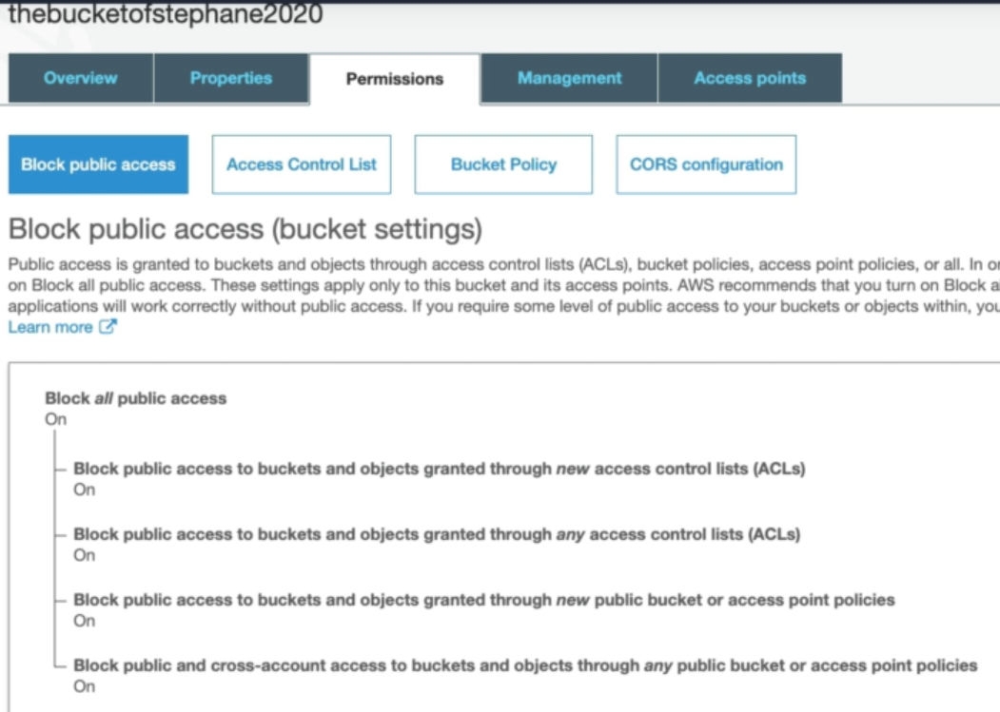 thebucketofstephane2020
Overview Properties Permissions Management Access points
Block public access Access Control List Bucket Policy CORS configuration
Block public access (bucket settings)
Public access is granted to buckets and objects through access control lists (ACLs), bucket policies, access point policies, or all. In
on Block all public access. These settings apply only to this bucket and its access points. AWS recommends that you turn on Block
applications will work correctly without public access. If you require some level of public access to your buckets or objects within,
Learn more
Block all public access
On
Block public access to buckets and objects granted through new access control lists (ACLs)
On
Block public access to buckets and objects granted through any access control lists (ACLs)
On
Block public access to buckets and objects granted through new public bucket or access point policies
On
Block public and cross-account access to buckets and objects through any public bucket or access point policies
On